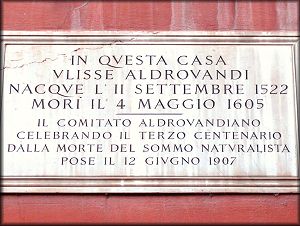 IN QVESTA CASA
VLISSE ALDROVANDI
NACQVE L' 11 SETTEMBRE 1522
MORÌ IL 4 MAGGIO 1605
IL COMITATO ALDROVANDIANO
CELEBRANDO IL TERZO CENTENARIO
DALLA MORTE DEL SOMMO NATVRALISTA
POSE IL 12 GIVGNO 1907